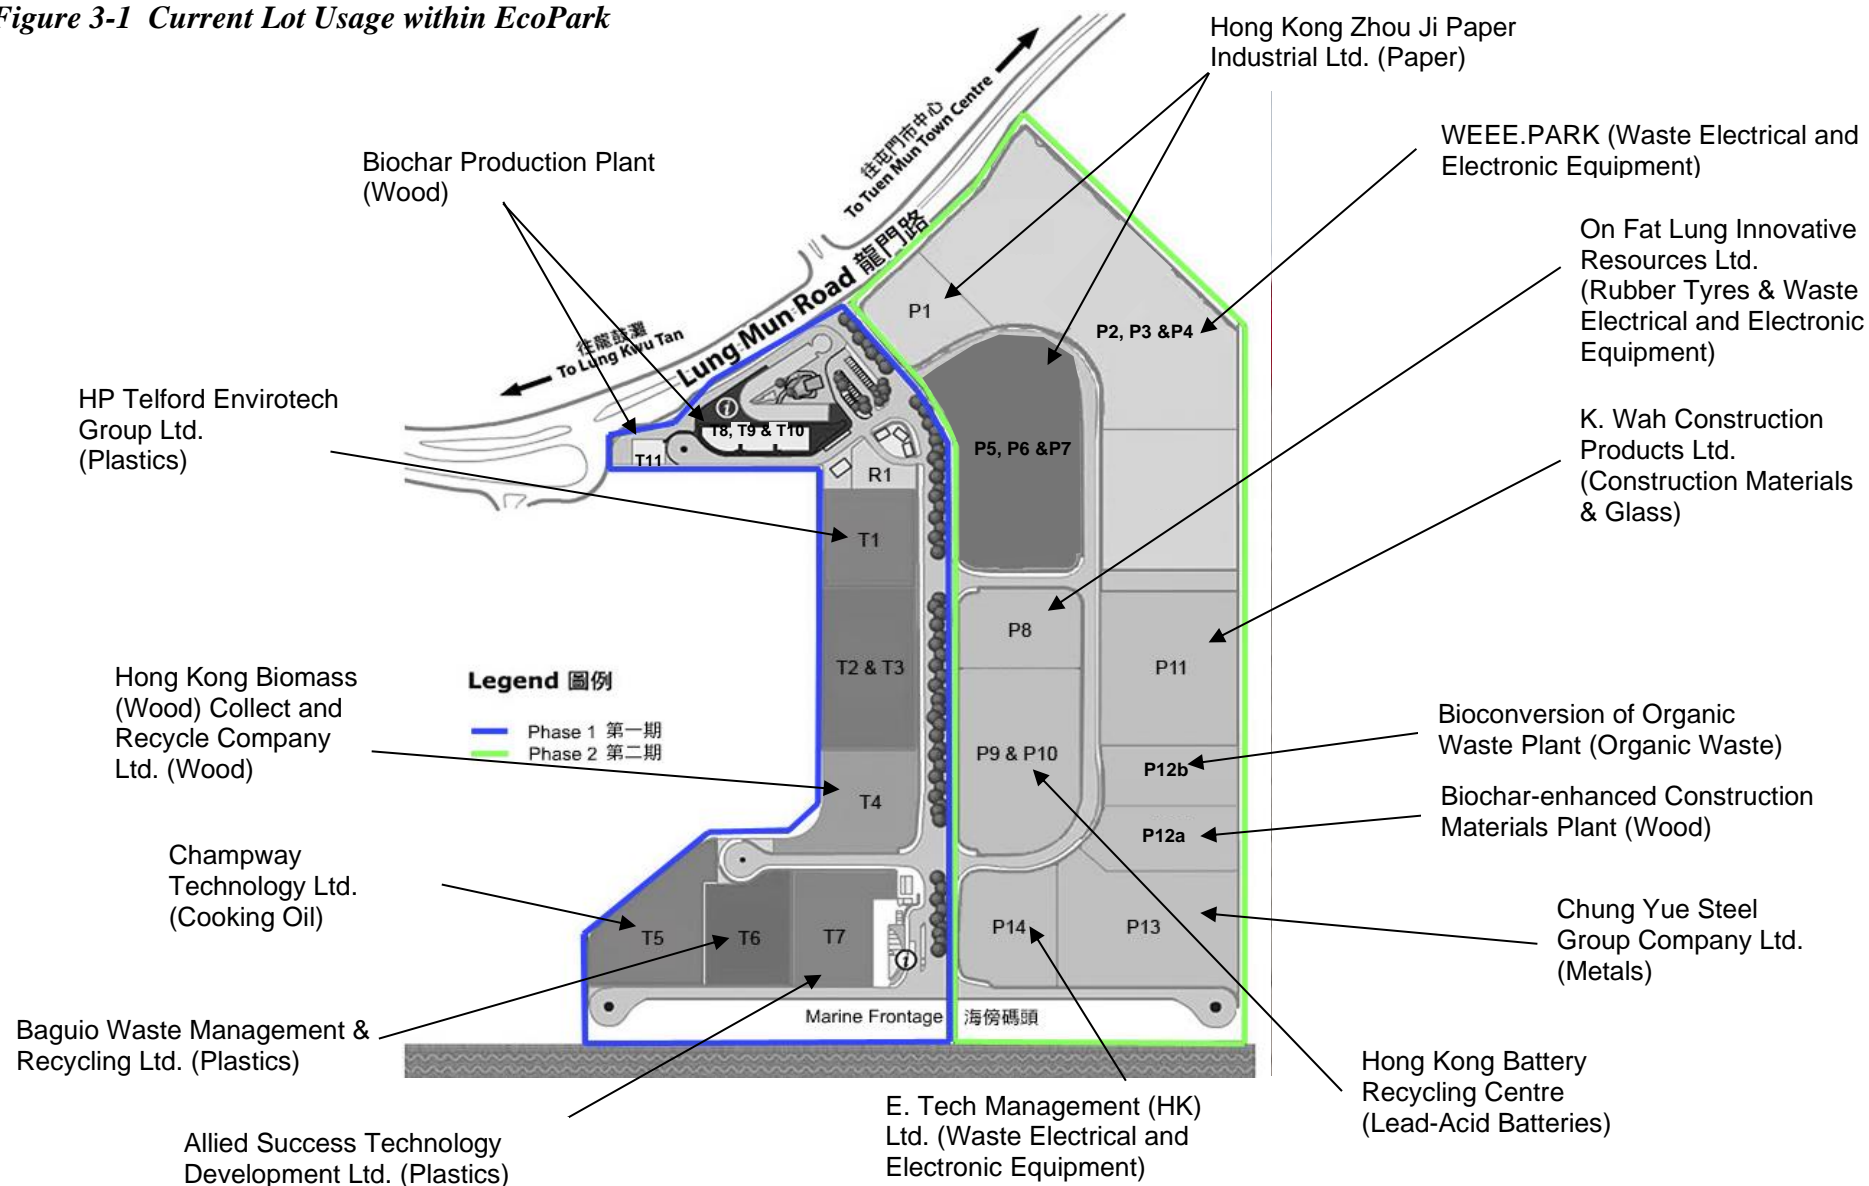 Figure 3-1 Current Lot Usage within EcoPark
Hong Kong Zhou Ji Paper
Industrial Ltd. (Paper)
往屯門市中心
To Tuen Mun Town Centre
WEEE.PARK (Waste Electrical and
Electronic Equipment)
Biochar Production Plant
(Wood)
On Fat Lung Innovative
Resources Ltd.
(Rubber Tyres & Waste
Electrical and Electronic
Equipment)
Lung Mun Road 龍門路
往龍鼓灘
To Lung Kwu Tan
P1
P2, P3 &P4
HP Telford Envirotech
Group Ltd.
(Plastics)
K. Wah Construction
Products Ltd.
(Construction Materials
& Glass)
i
T8, T9 & T10
T11
R1
P5, P6 &P7
T1
P8
T2 & T3
P11
Hong Kong Biomass
(Wood) Collect and
Recycle Company
Ltd. (Wood)
Legend 圖例
Phase 1 第一期
Phase 2 第二期
Bioconversion of Organic
Waste Plant (Organic Waste)
P9 & P10
P12b
T4
Biochar-enhanced Construction
Materials Plant (Wood)
P12a
Champway
Technology Ltd.
(Cooking Oil)
T5
T6
T7
i
P14
P13
Chung Yue Steel
Group Company Ltd.
(Metals)
Marine Frontage 海傍碼頭
Baguio Waste Management &
Recycling Ltd. (Plastics)
Hong Kong Battery
Recycling Centre
(Lead-Acid Batteries)
E. Tech Management (HK)
Ltd. (Waste Electrical and
Electronic Equipment)
Allied Success Technology
Development Ltd. (Plastics)